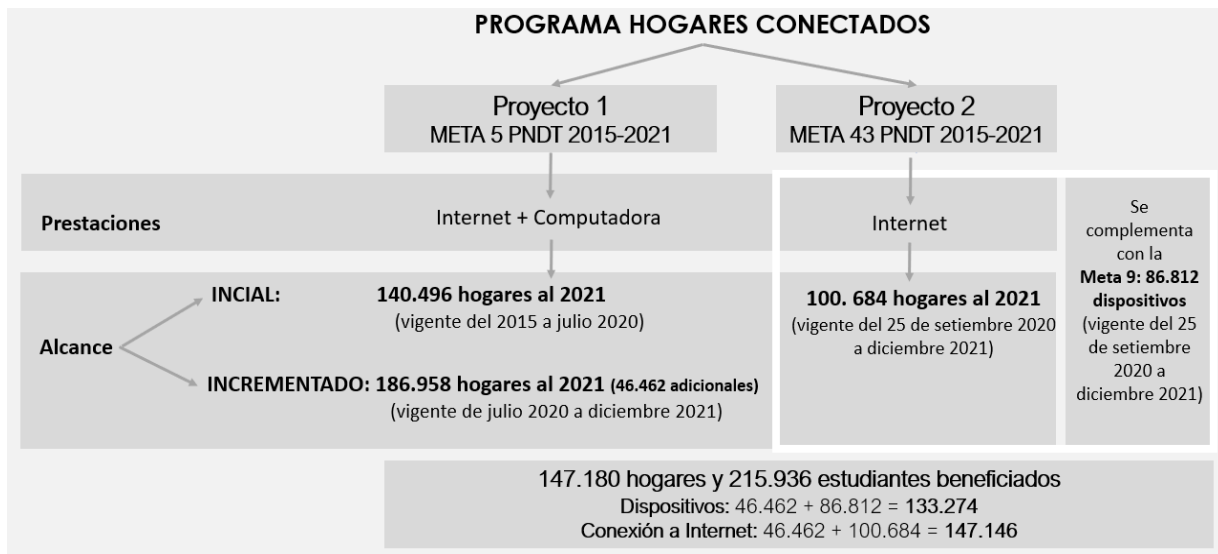 PROGRAMA HOGARES CONECTADOS
Proyecto 1
META 5 PNDT 2015-2021
Proyecto 2
META 43 PNDT 2015-2021
Prestaciones
Internet + Computadora
Internet
Se
complementa
con la
Meta 9: 86.812
dispositivos
(vigente del 25
de setiembre
2020 a
diciembre 2021)
Alcance
INCIAL: 140.496 hogares al 2021
(vigente del 2015 a julio 2020)
INCREMENTADO: 186.958 hogares al 2021 (46.462 adicionales)
(vigente de julio 2020 a diciembre 2021)
100. 684 hogares al 2021
(vigente del 25 de setiembre 2020
a diciembre 2021)
147.180 hogares y 215.936 estudiantes beneficiados
Dispositivos: 46.462 + 86.812 = 133.274
Conexión a Internet: 46.462 + 100.684 = 147.146